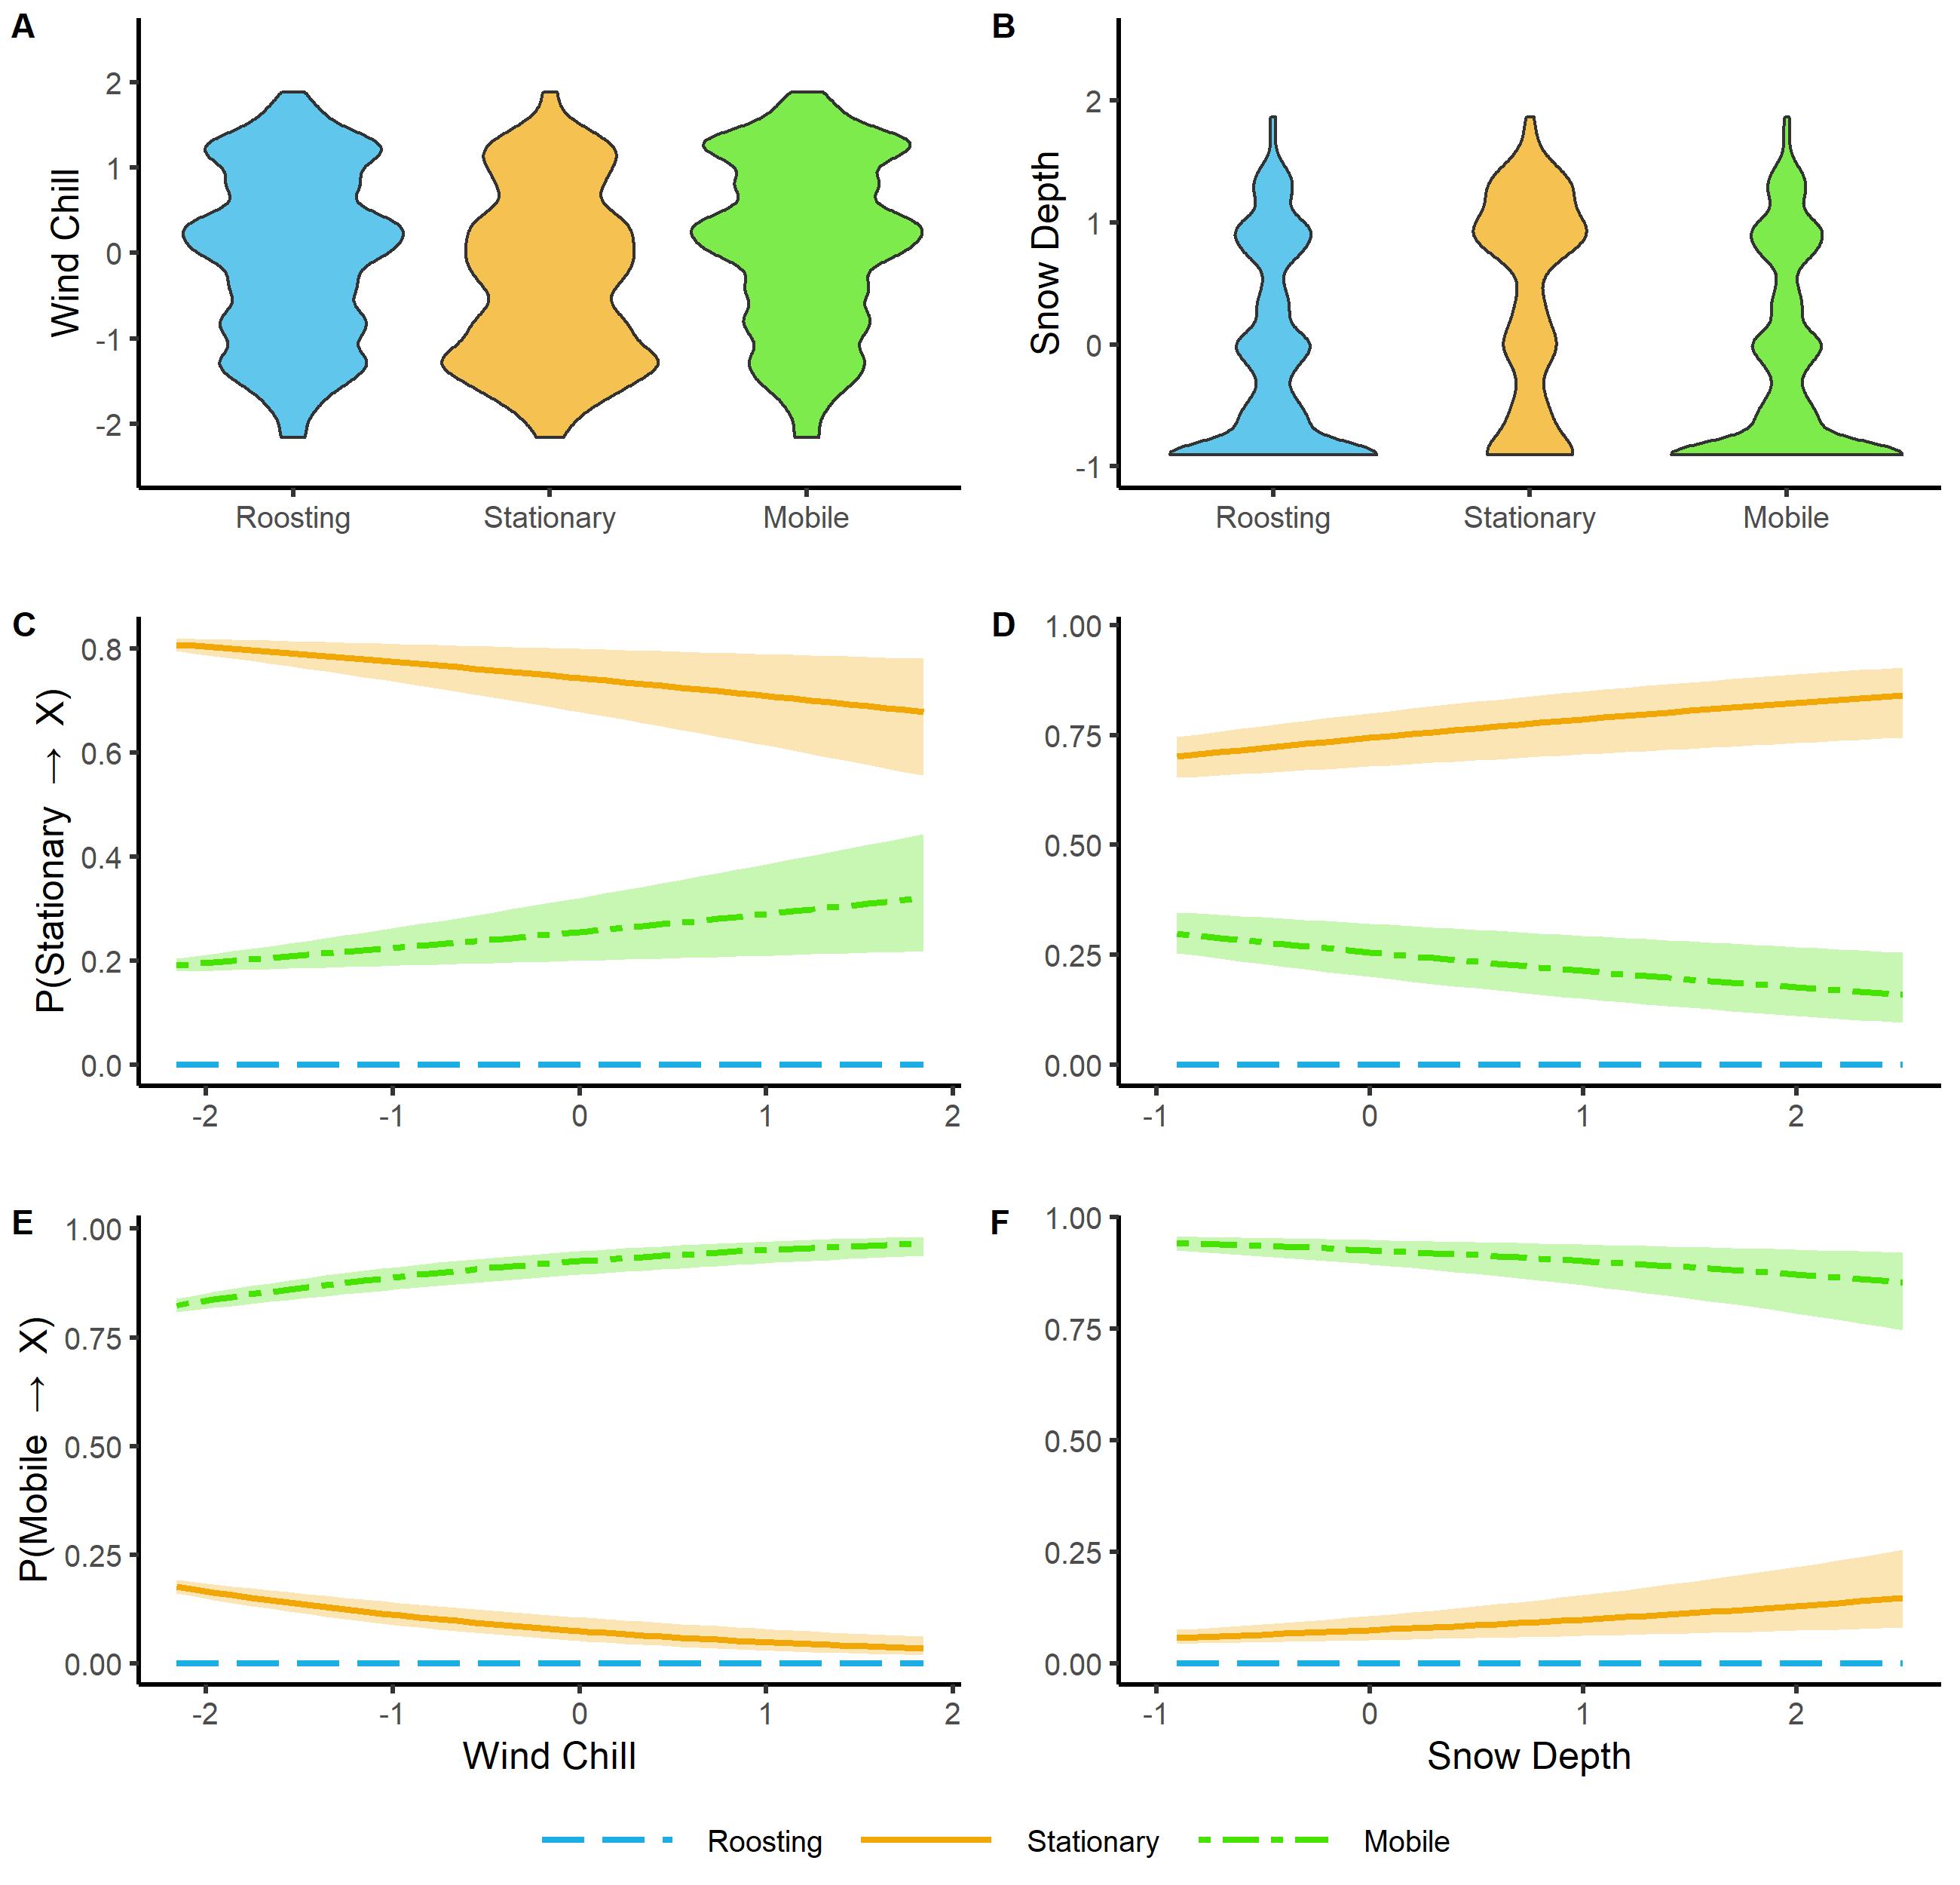 A
Wind Chill
2
1
0
-1
-2
Roosting Stationary Mobile
B
Snow Depth
2
1
0
-1
Roosting Stationary Mobile
C
P(Stationary → X)
0.8
0.6
0.4
0.2
0.0
-2 -1 0 1 2
D
1.00
0.75
0.50
0.25
0.00
-1 0 1 2
E
P(Mobile → X)
1.00
0.75
0.50
0.25
0.00
-2 -1 0 1 2
Wind Chill
F
1.00
0.75
0.50
0.25
0.00
-1 0 1 2
Snow Depth
Roosting Stationary Mobile